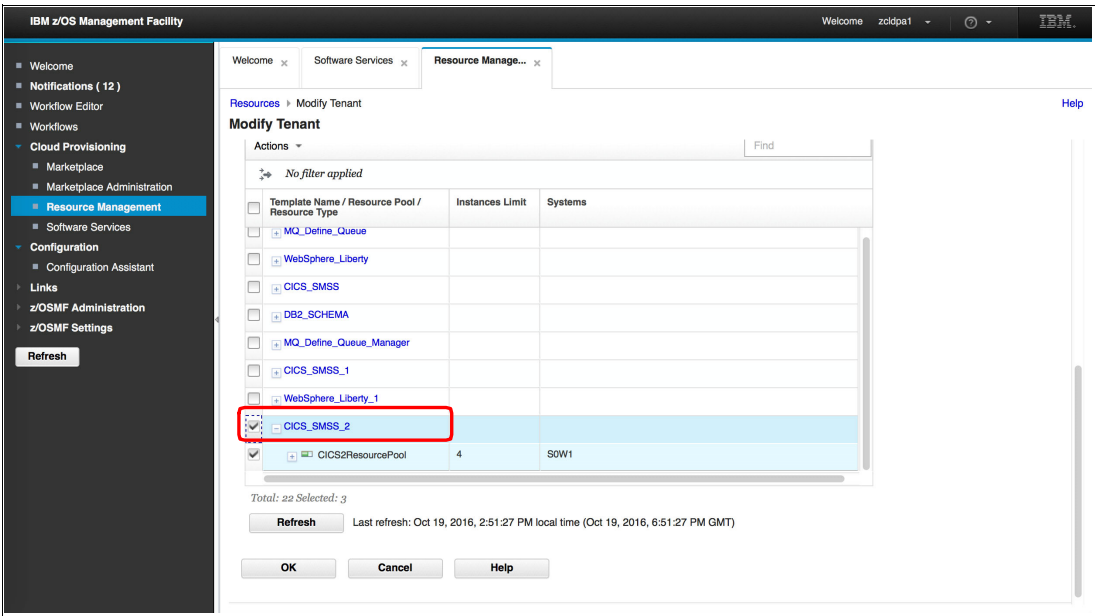 IBM z/OS Management Facility
Welcome zcldpa1
IBM.
Welcome
Notifications ( 12 )
Workflow Editor
Workflows
Cloud Provisioning
Marketplace
Marketplace Administration
Resource Management
Software Services
Configuration
Configuration Assistant
Links
z/OSMF Administration
z/OSMF Settings
Refresh
Welcome
Software Services
Resource Manage...
Resources Modify Tenant
Help
Modify Tenant
Actions
Find
No filter applied
Template Name / Resource Pool /
Resource Type
Instances Limit
Systems
MQ_Define_Queue
WebSphere_Liberty
CICS_SMSS
DB2_SCHEMA
MQ_Define_Queue_Manager
CICS_SMSS_1
WebSphere_Liberty_1
CICS_SMSS_2
CICS2ResourcePool 4 S0W1
Total: 22 Selected: 3
Refresh Last refresh: Oct 19, 2016, 2:51:27 PM local time (Oct 19, 2016, 6:51:27 PM GMT)
OK Cancel Help